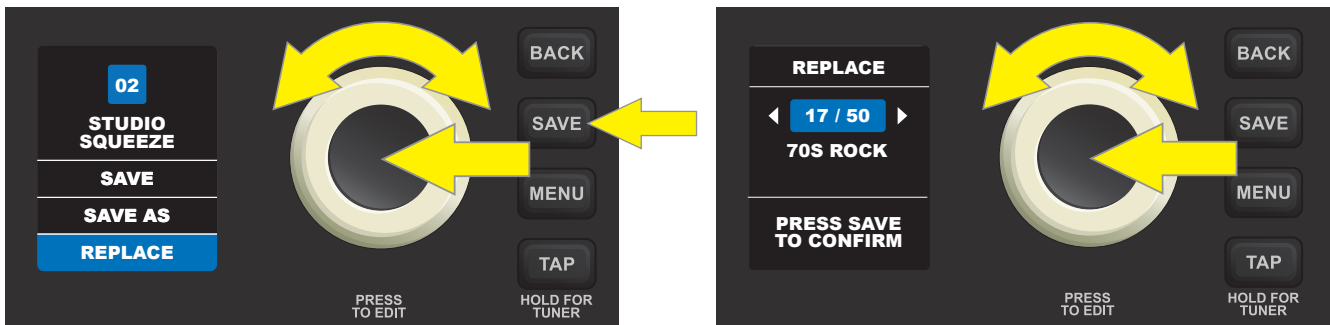 02
STUDIO
SQUEEZE
SAVE
SAVE AS
REPLACE
PRESS
TO EDIT
BACK
SAVE
MENU
TAP
HOLD FOR
TUNER
REPLACE
17 / 50
70S ROCK
PRESS SAVE
TO CONFIRM
PRESS
TO EDIT
BACK
SAVE
MENU
TAP
HOLD FOR
TUNER